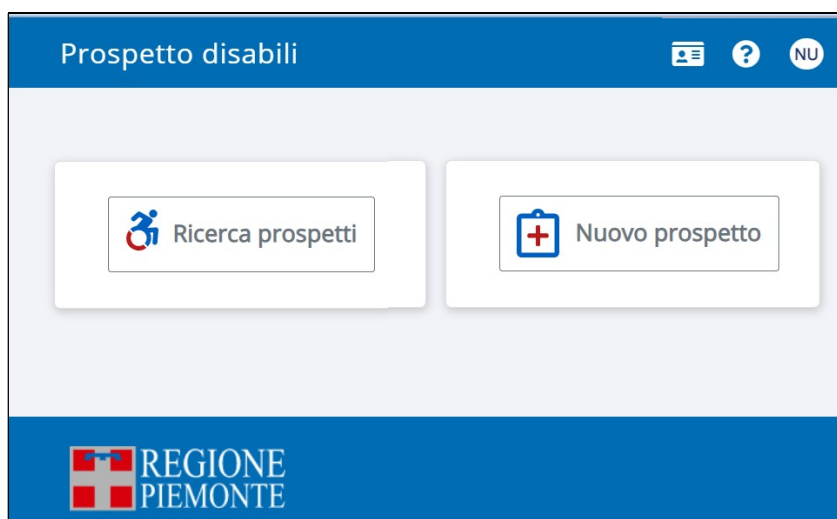 Prospetto disabili
NU
Ricerca prospetti
Nuovo prospetto
REGIONE
PIEMONTE